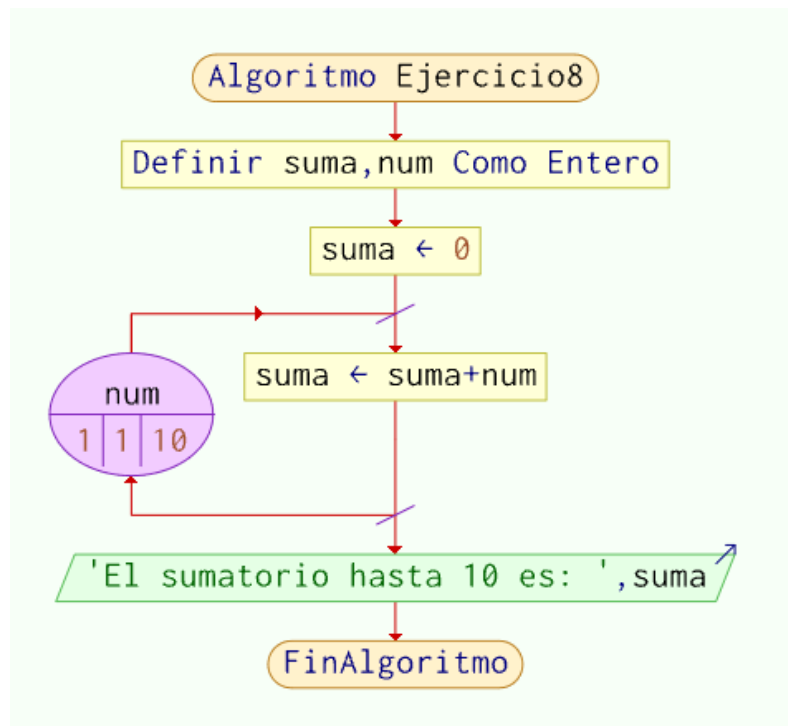 Algoritmo Ejercicio8
Definir suma,num Como Entero
suma ← 0
suma ← suma+num
num
1 1 10
'El sumatorio hasta 10 es: ',suma
FinAlgoritmo